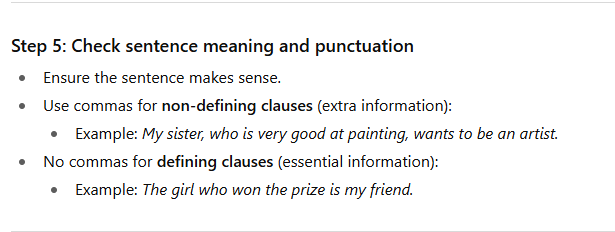 Step 5: Check sentence meaning and punctuation
Ensure the sentence makes sense.
Use commas for non-defining clauses (extra information):
Example: My sister, who is very good at painting, wants to be an artist.
No commas for defining clauses (essential information):
Example: The girl who won the prize is my friend.